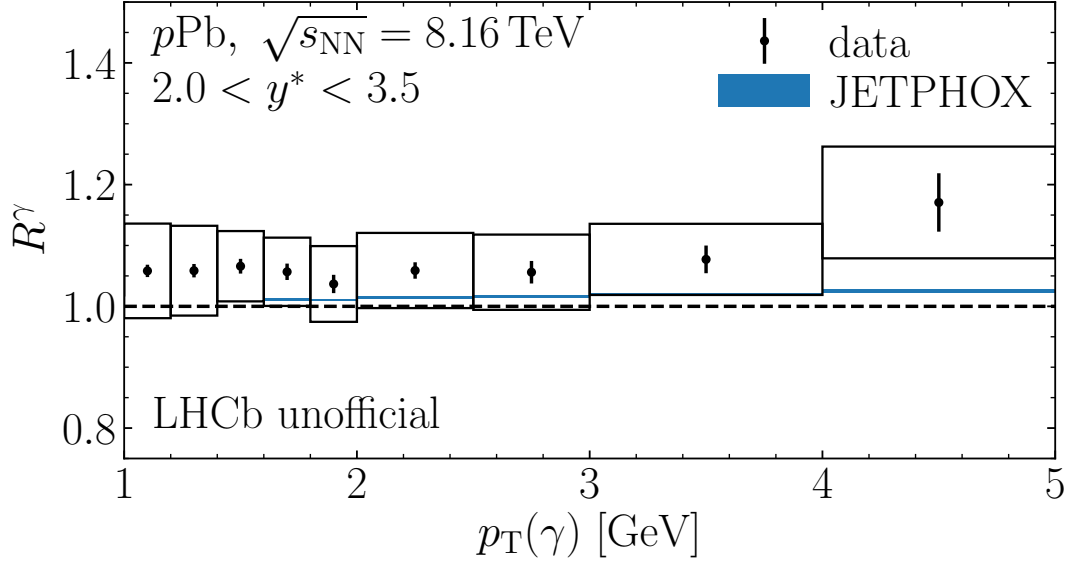 pPb, √s_NN = 8.16 TeV
2.0 < y* < 3.5
data
JETPHOX
LHCb unofficial
R^γ
1.4
1.2
1.0
0.8
1 2 3 4 5
p_T(γ) [GeV]